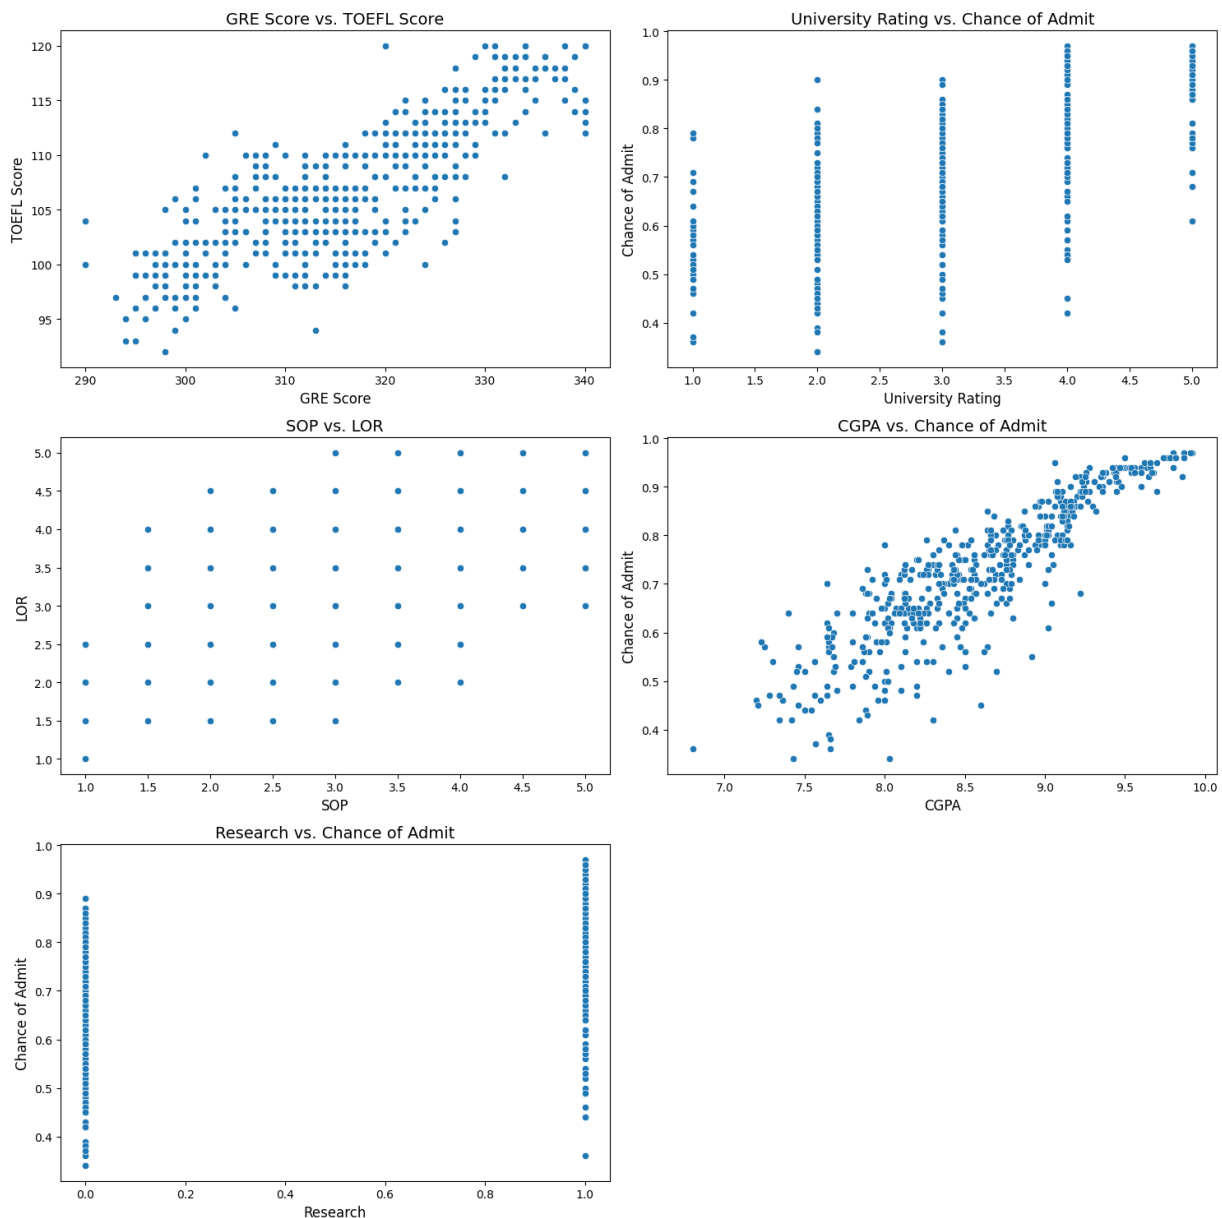 GRE Score vs. TOEFL Score
120
115
110
105
100
95
TOEFL Score
290 300 310 320 330 340
GRE Score
University Rating vs. Chance of Admit
1.0
0.9
0.8
0.7
0.6
0.5
0.4
Chance of Admit
1.0 1.5 2.0 2.5 3.0 3.5 4.0 4.5 5.0
University Rating
SOP vs. LOR
5.0
4.5
4.0
3.5
3.0
2.5
2.0
1.5
1.0
LOR
1.0 1.5 2.0 2.5 3.0 3.5 4.0 4.5 5.0
SOP
CGPA vs. Chance of Admit
1.0
0.9
0.8
0.7
0.6
0.5
0.4
Chance of Admit
7.0 7.5 8.0 8.5 9.0 9.5 10.0
CGPA
Research vs. Chance of Admit
1.0
0.9
0.8
0.7
0.6
0.5
0.4
Chance of Admit
0.0 0.2 0.4 0.6 0.8 1.0
Research